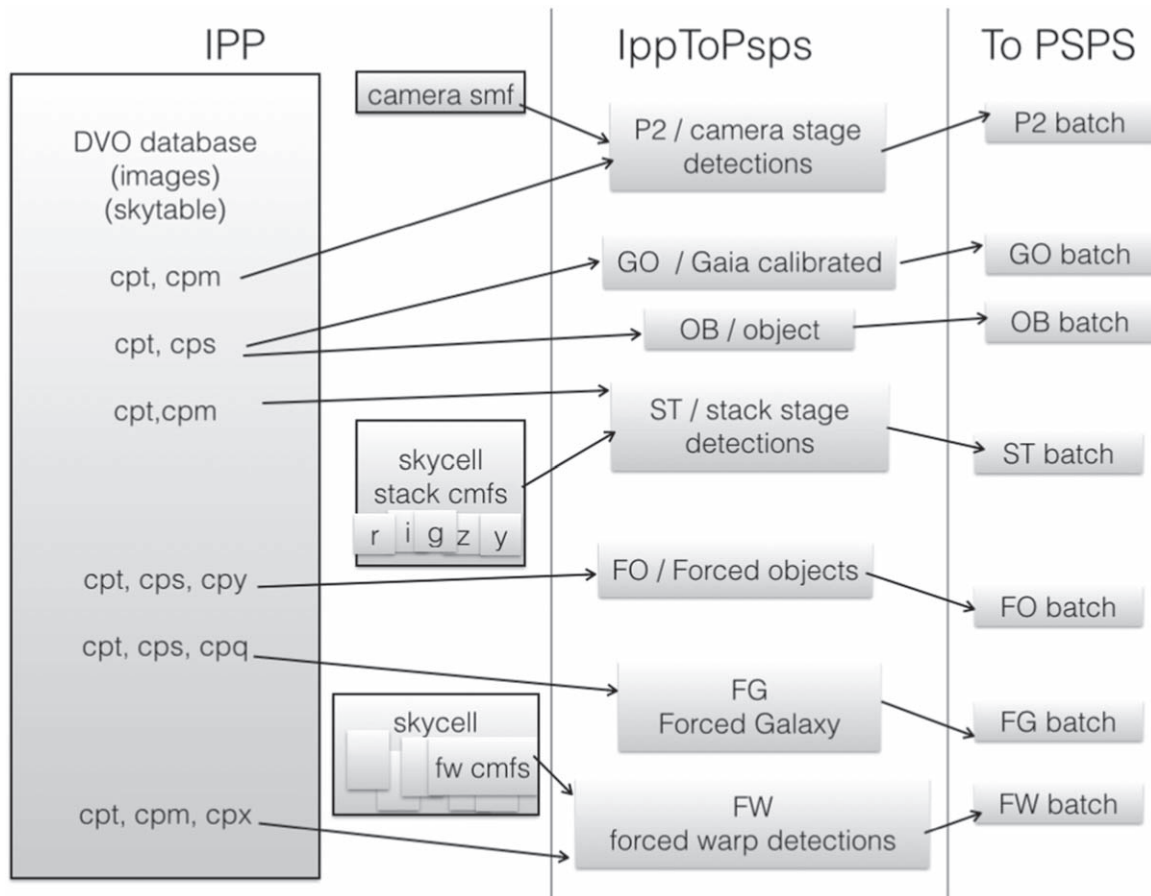 IPP
IppToPsps
To PSPS
camera smf
DVO database
(images)
(skytable)
cpt, cpm
cpt, cps
cpt,cpm
skycell
stack cmfs
r i g z y
cpt, cps, cpy
cpt, cps, cpq
skycell
fw cmfs
cpt, cpm, cpx
P2 / camera stage
detections
GO / Gaia calibrated
OB / object
ST / stack stage
detections
FO / Forced objects
FG
Forced Galaxy
FW
forced warp detections
P2 batch
GO batch
OB batch
ST batch
FO batch
FG batch
FW batch